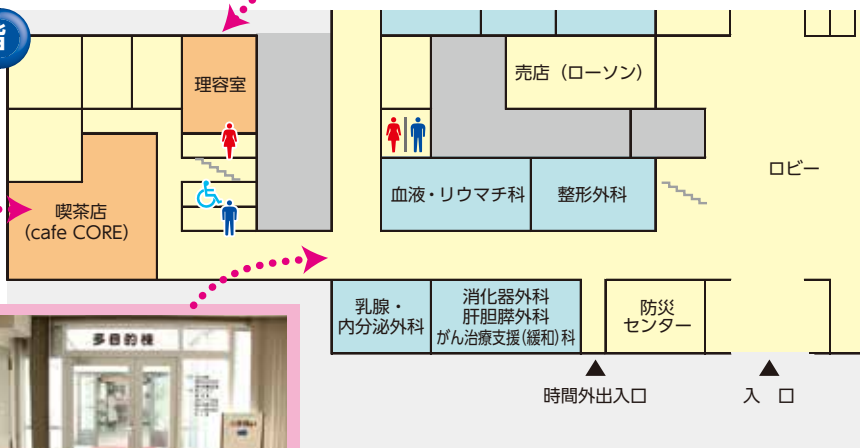 階
理容室
売店（ローソン）
ロビー
血液・リウマチ科
整形外科
喫茶店
(cafe CORE)
乳腺・
内分泌外科
消化器外科
肝胆膵外科
がん治療支援(緩和)科
防災
センター
時間外出入口
入　口
多目的棟